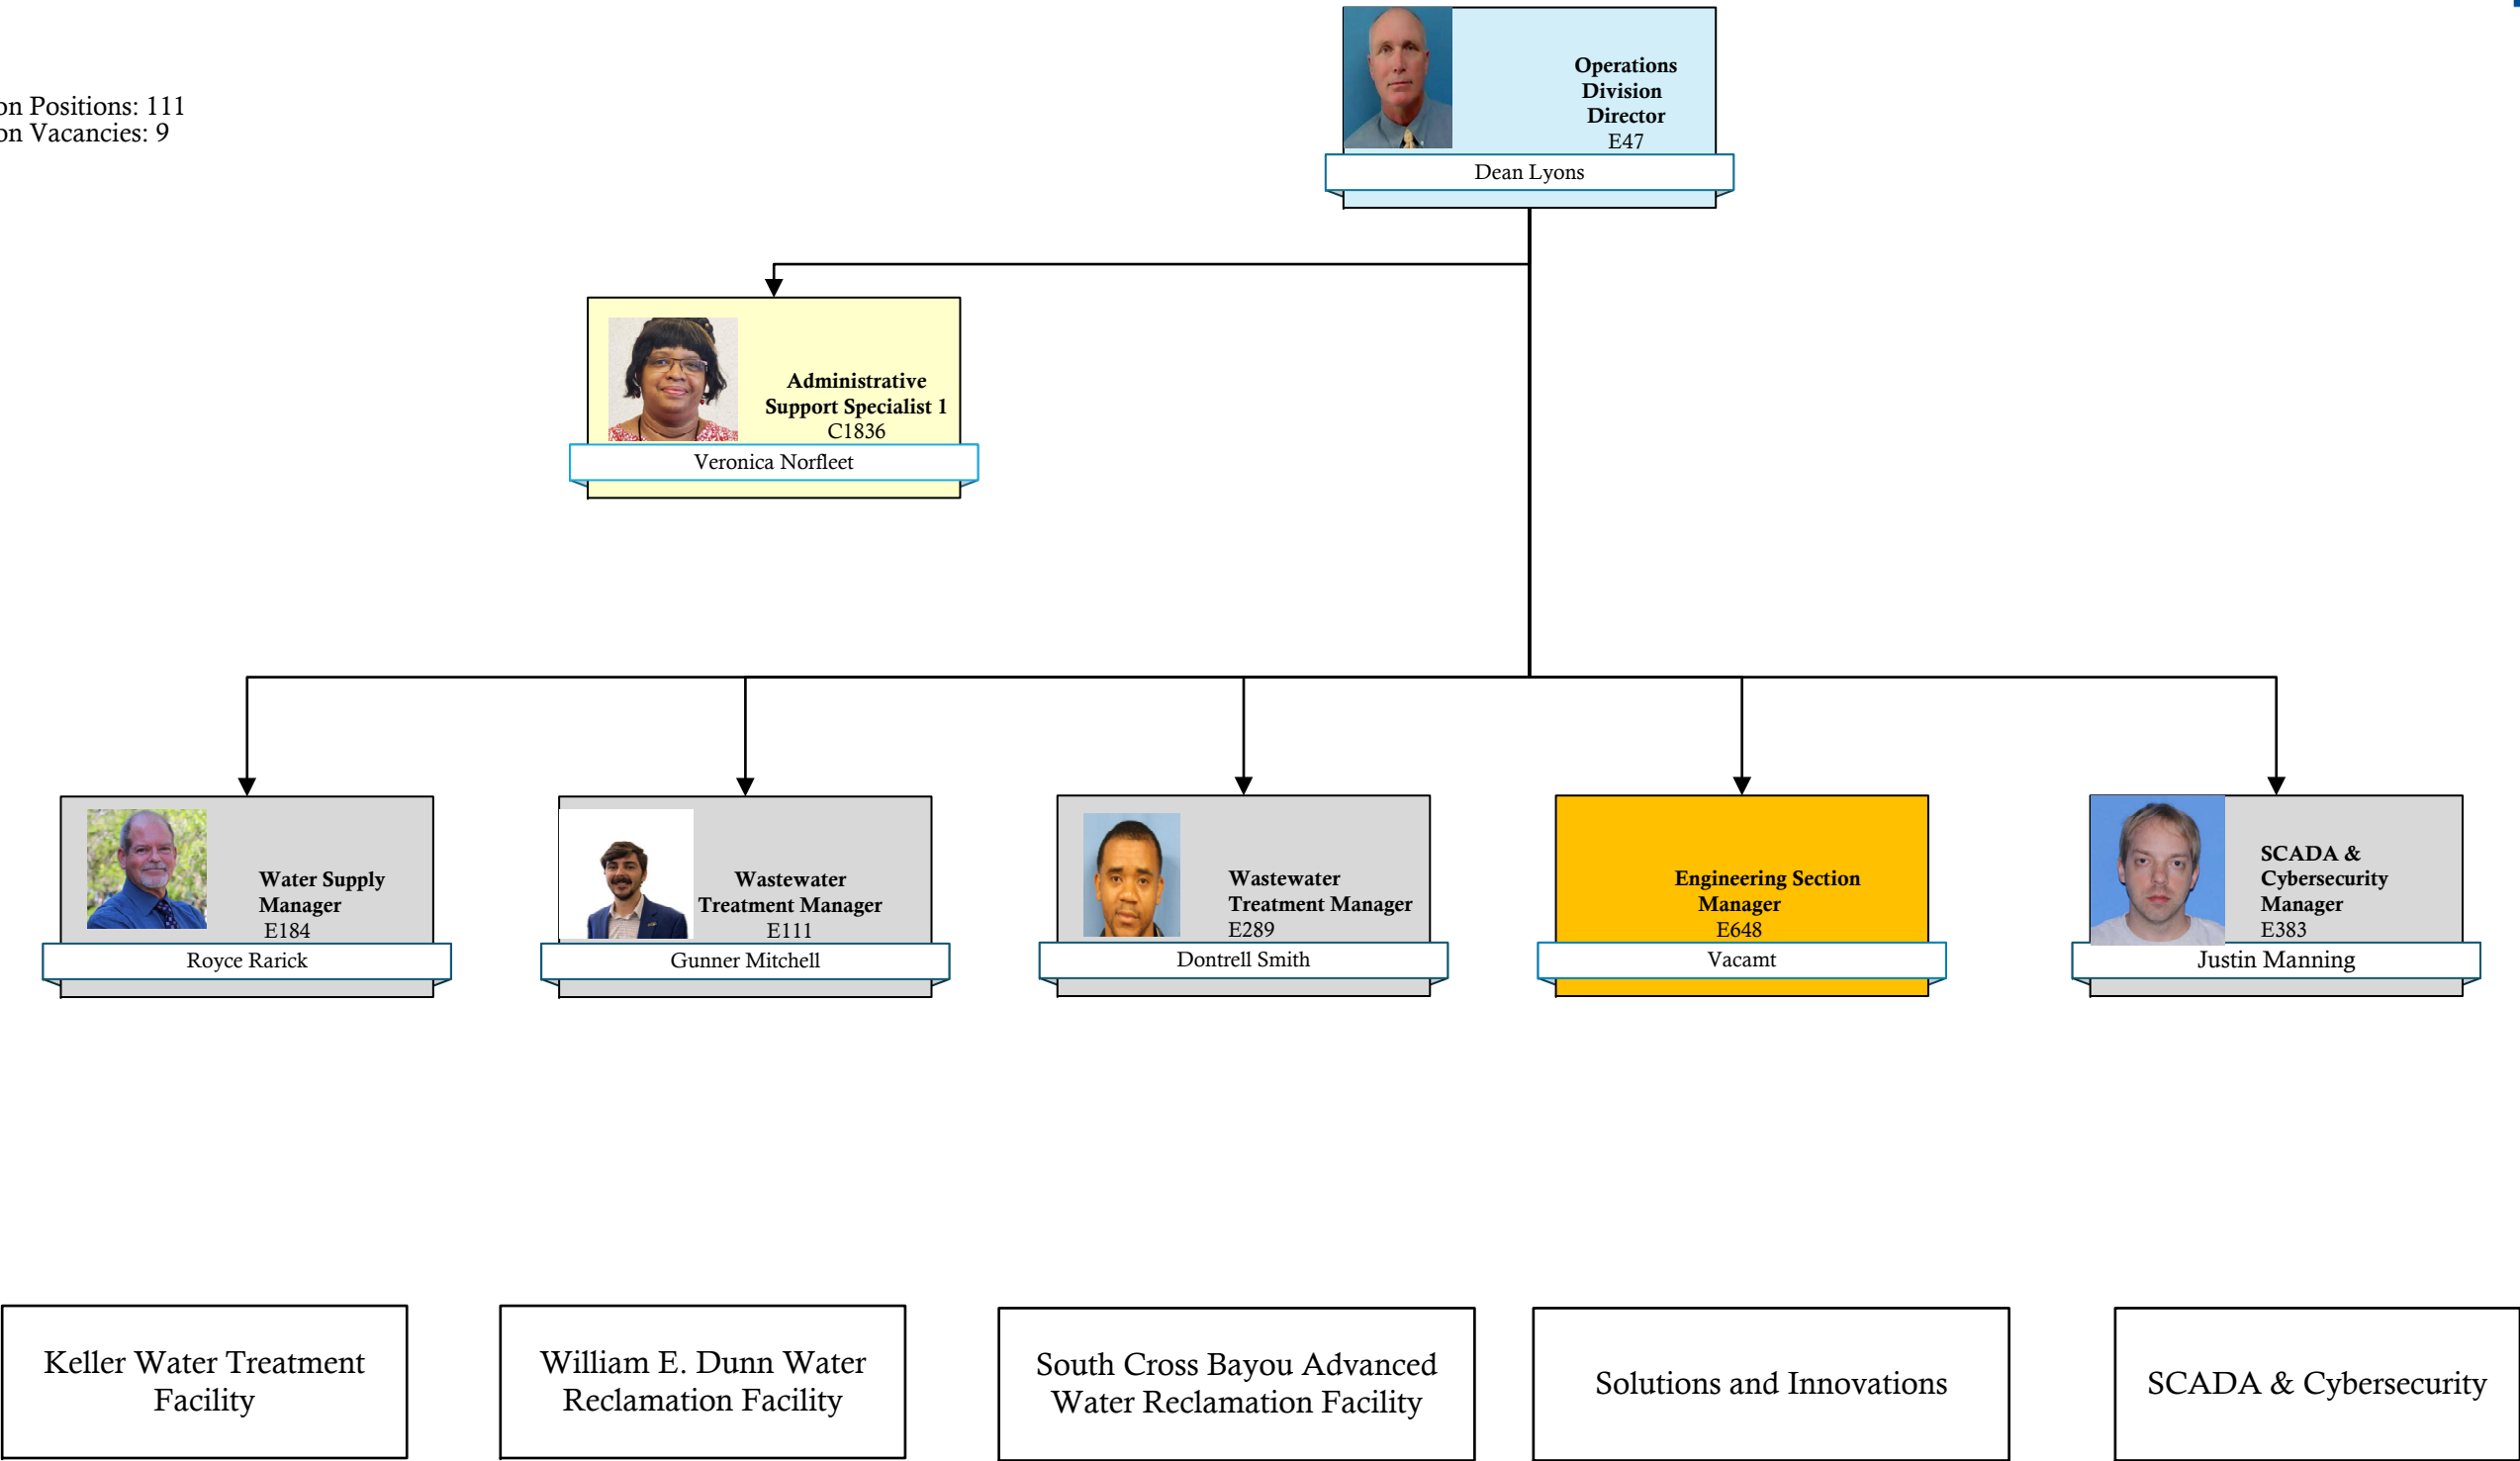 on Positions: 111
on Vacancies: 9
Operations
Division
Director
E47
Dean Lyons
Administrative
Support Specialist 1
C1836
Veronica Norfleet
Water Supply
Manager
E184
Royce Rarick
Wastewater
Treatment Manager
E111
Gunner Mitchell
Wastewater
Treatment Manager
E289
Dontrell Smith
Engineering Section
Manager
E648
Vacamt
SCADA &
Cybersecurity
Manager
E383
Justin Manning
Keller Water Treatment
Facility
William E. Dunn Water
Reclamation Facility
South Cross Bayou Advanced
Water Reclamation Facility
Solutions and Innovations
SCADA & Cybersecurity